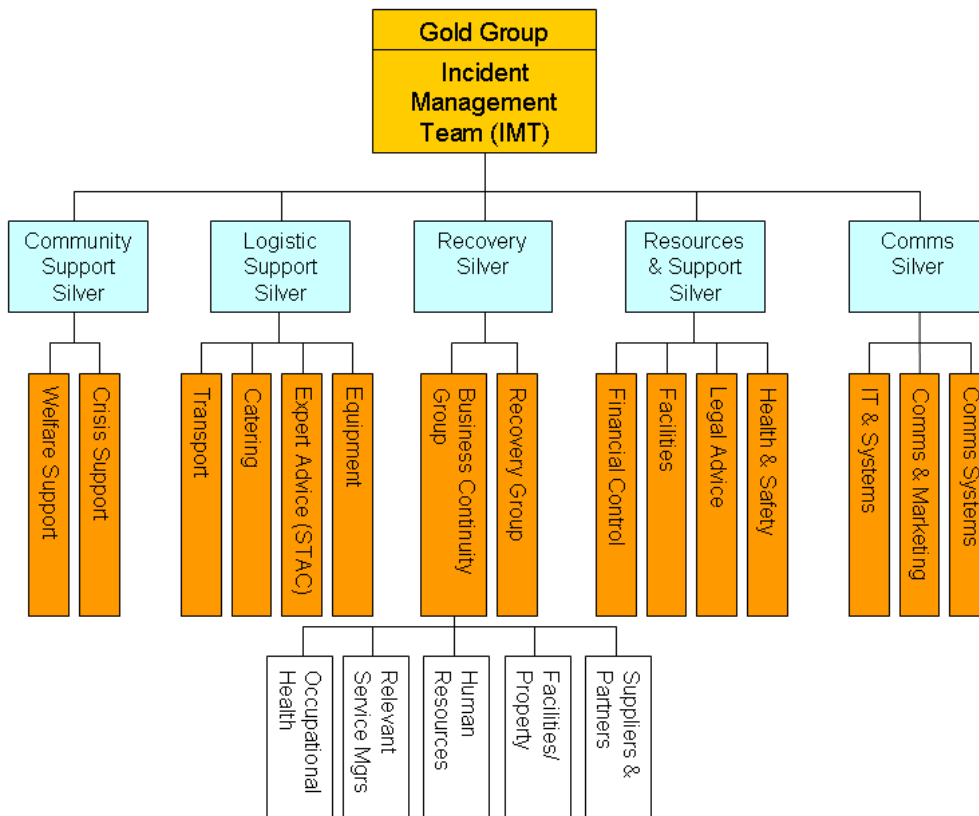 Gold Group
Incident
Management
Team (IMT)
Community
Support
Silver
Logistic
Support
Silver
Recovery
Silver
Resources
& Support
Silver
Comms
Silver
Welfare Support
Crisis Support
Transport
Catering
Expert Advice (STAC)
Equipment
Business Continuity
Group
Recovery Group
Financial Control
Facilities
Legal Advice
Health & Safety
IT & Systems
Comms & Marketing
Comms Systems
Occupational
Health
Relevant
Service Mgrs
Human
Resources
Facilities/
Property
Suppliers &
Partners